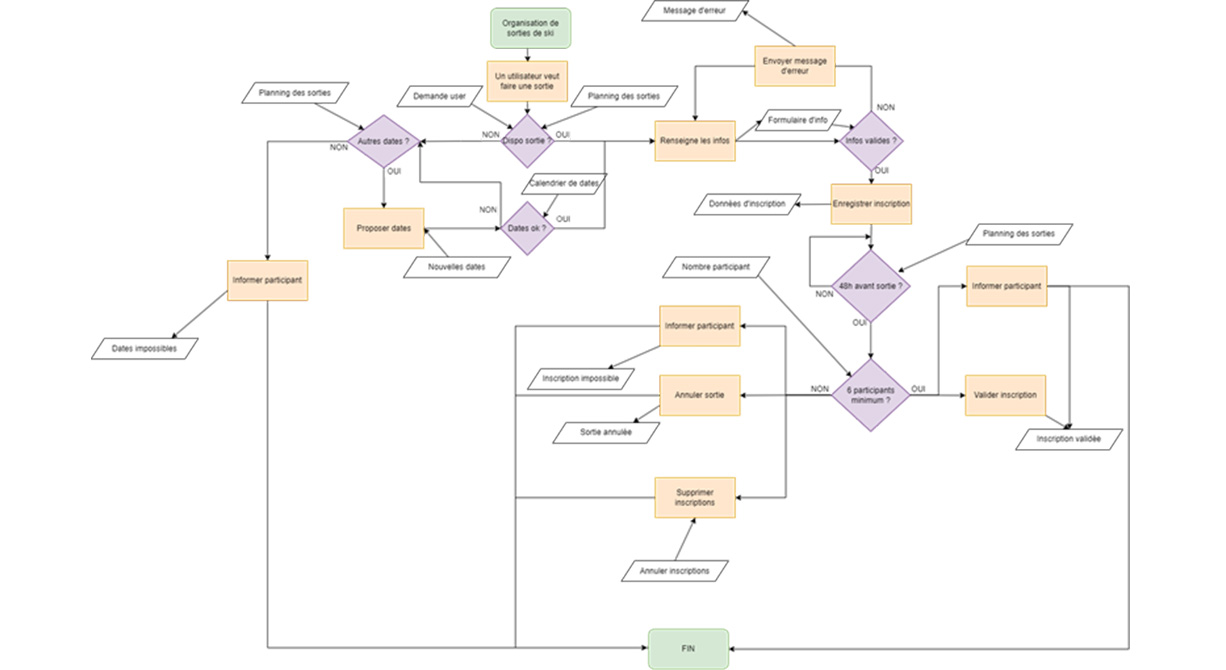 Message d'erreur
Organisation de
sorties de ski
Envoyer message
d'erreur
Un utilisateur veut
faire une sortie
Planning des sorties
Demande user
Planning des sorties
NON
Formulaire d'info
Autres dates ?
NON
NON
Dispo sortie ?
OUI
Renseigne les infos
Infos valides ?
OUI
OUI
Calendrier de dates
Données d'inscription
Enregistrer inscription
NON
OUI
Proposer dates
Dates ok ?
Planning des sorties
Nouvelles dates
Nombre participant
Informer participant
48h avant sortie ?
NON
Informer participant
OUI
Informer participant
Dates impossibles
Inscription impossible
NON
6 participants
minimum ?
OUI
Annuler sortie
Valider inscription
Sortie annulée
Inscription validée
Supprimer
inscriptions
Annuler inscriptions
FIN